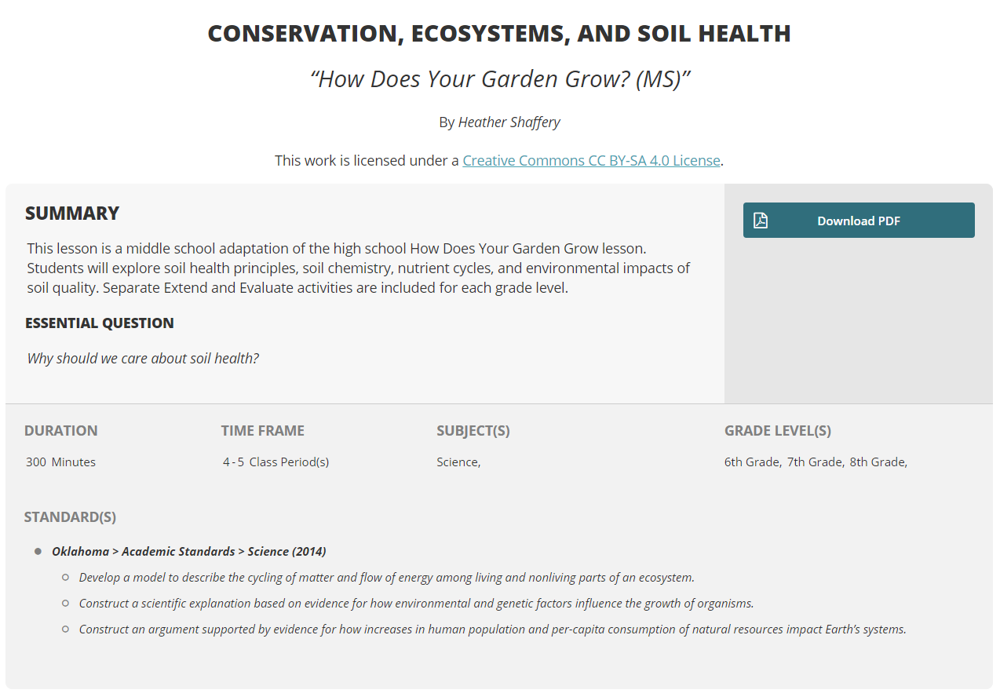 CONSERVATION, ECOSYSTEMS, AND SOIL HEALTH
“How Does Your Garden Grow? (MS)”
By Heather Shaffery
This work is licensed under a Creative Commons CC BY-SA 4.0 License.
SUMMARY
This lesson is a middle school adaptation of the high school How Does Your Garden Grow lesson.
Students will explore soil health principles, soil chemistry, nutrient cycles, and environmental impacts of
soil quality. Separate Extend and Evaluate activities are included for each grade level.
ESSENTIAL QUESTION
Why should we care about soil health?
Download PDF
DURATION
300 Minutes
TIME FRAME
4 - 5 Class Period(s)
SUBJECT(S)
Science,
GRADE LEVEL(S)
6th Grade, 7th Grade, 8th Grade,
STANDARD(S)
Oklahoma > Academic Standards > Science (2014)
Develop a model to describe the cycling of matter and flow of energy among living and nonliving parts of an ecosystem.
Construct a scientific explanation based on evidence for how environmental and genetic factors influence the growth of organisms.
Construct an argument supported by evidence for how increases in human population and per-capita consumption of natural resources impact Earth’s systems.